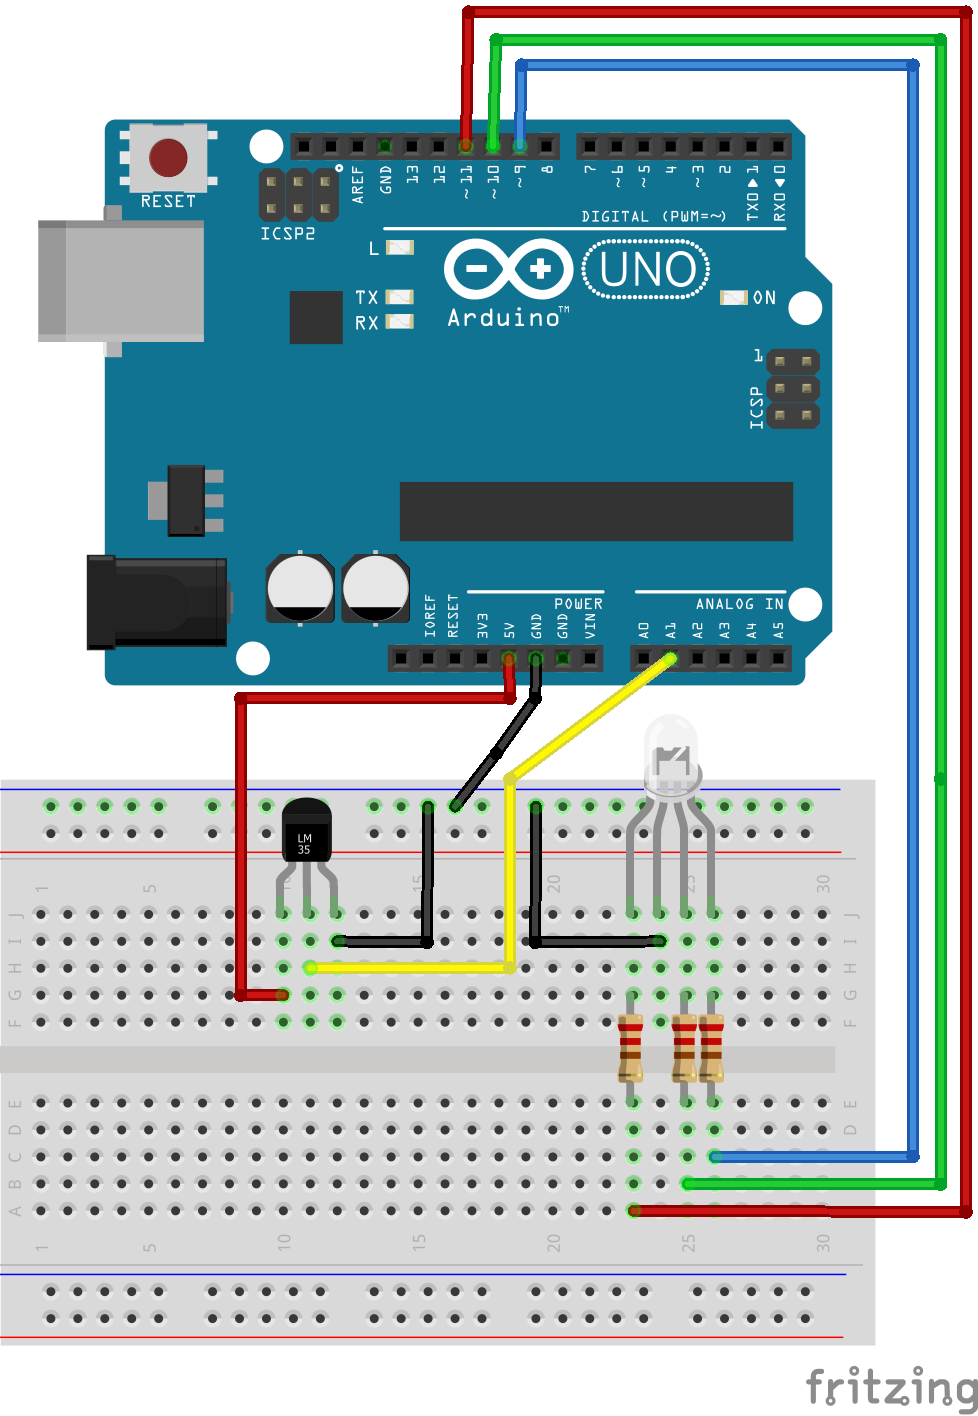 RESET
ICSP2
AREF
GND
13
12
~11
~10
~9
8
7
~6
~5
4
~3
2
TX0 ▶ 1
RX0 ◀ 0
DIGITAL (PWM=~)
L
TX
RX
Arduino™
UNO
ON
1
ICSP
IOREF
RESET
3V3
5V
GND
GND
VIN
POWER
A0
A1
A2
A3
A4
A5
ANALOG IN
LM
35
1 5 10 15 20 25 30
J J
I I
H H
G G
F F
E E
D D
C
B
A
1 5 10 15 20 25 30
fritzing